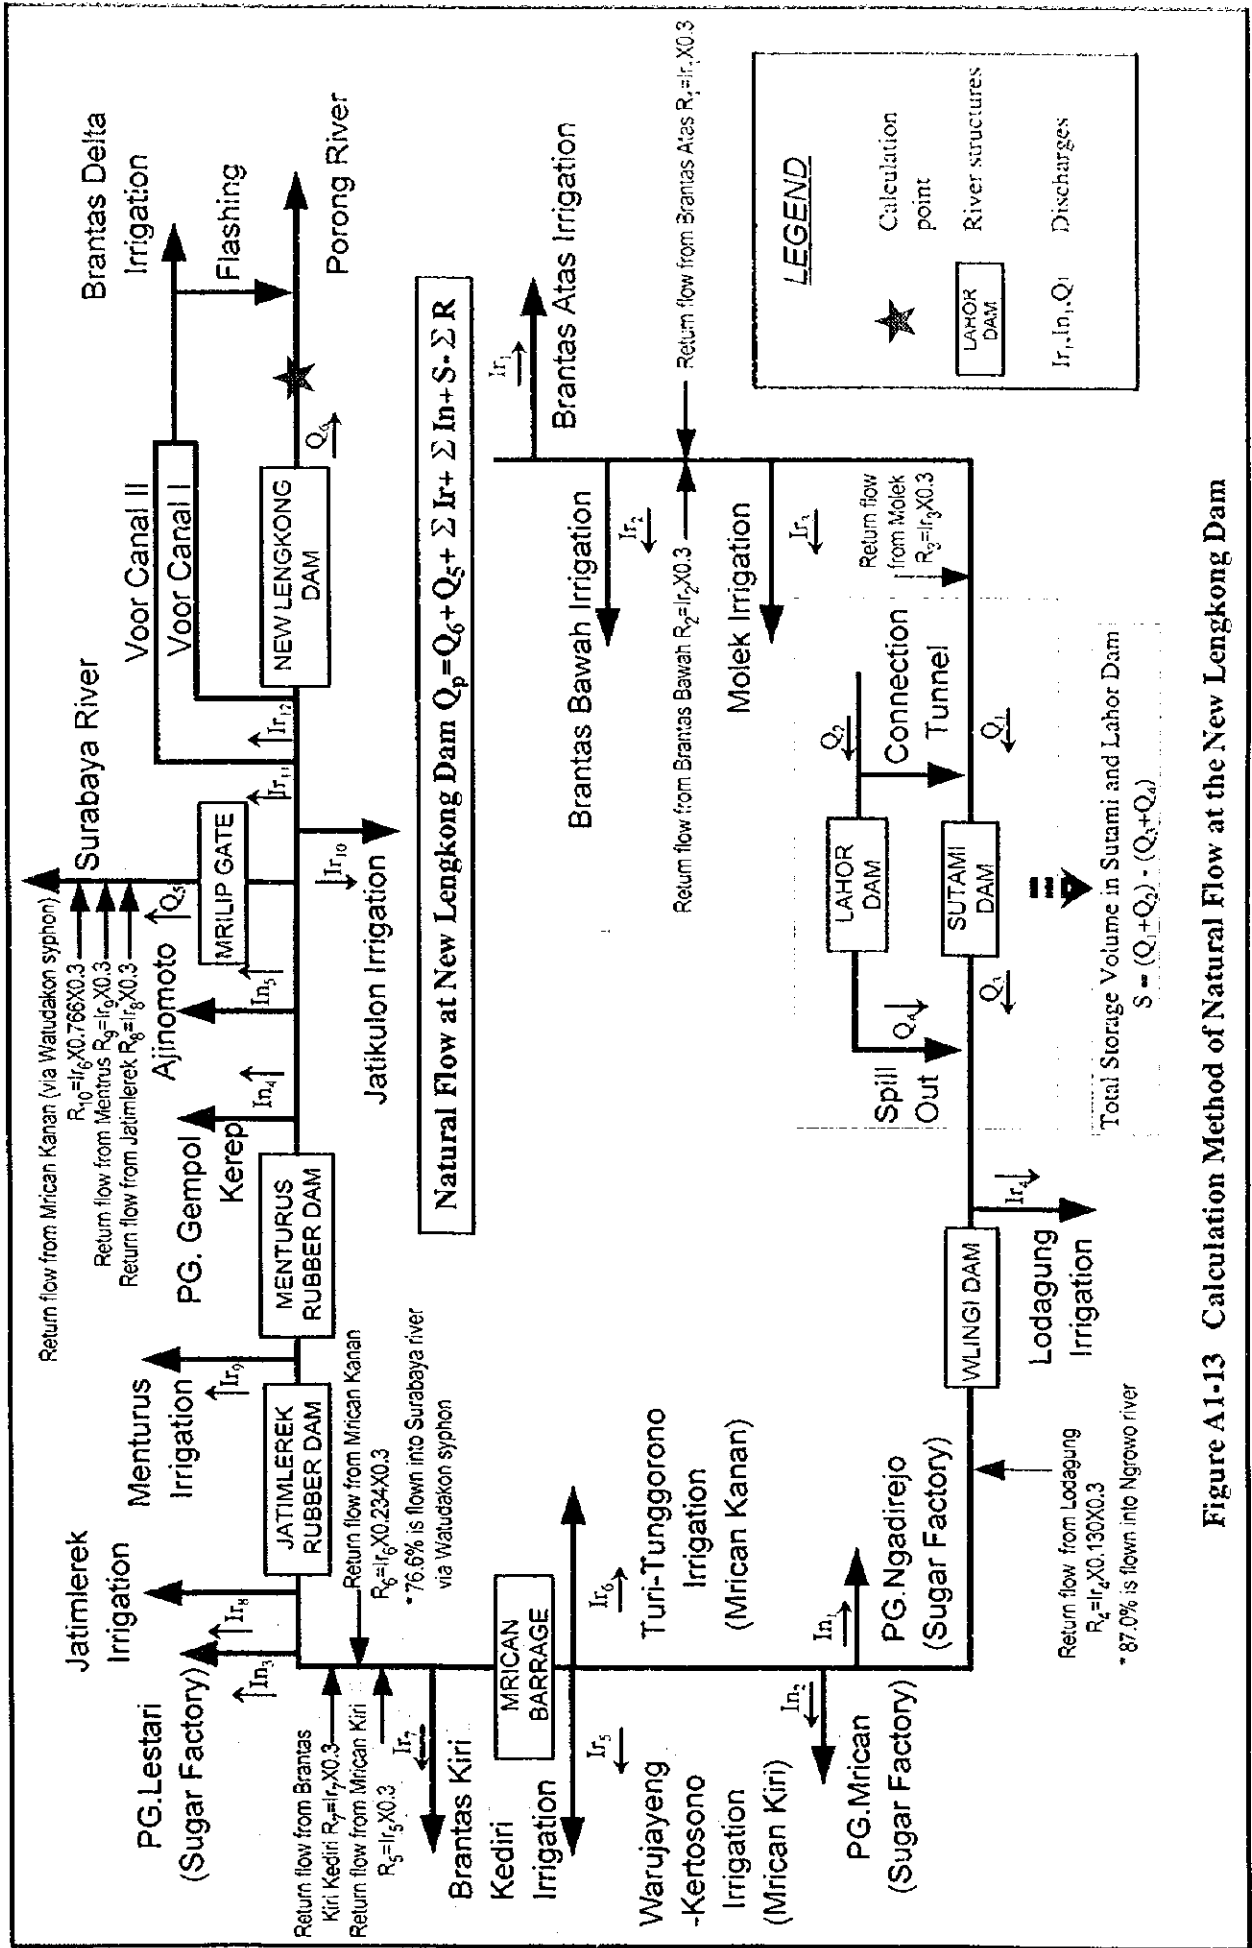 Brantas Delta
Irrigation
Flashing
Porong River
Voor Canal II
Voor Canal I
NEW LENGKONG
DAM
Q6
Ir12
Ir11
Surabaya River
MRILIP GATE
Q5
Ir10
Jatikulon Irrigation
Return flow from Mrican Kanan (via Watudakon syphon)
R10=Ir6X0.766X0.3
Return flow from Mentrus R9=Ir9X0.3
Return flow from Jatimlerek R8=Ir8X0.3
Ajinomoto
In5
In4
PG. Gempol
Kerep
MENTURUS
RUBBER DAM
Menturus
Irrigation
Ir9
JATIMLEREK
RUBBER DAM
Jatimlerek
Irrigation
Ir8
In3
PG.Lestari
(Sugar Factory)
Return flow from Mrican Kanan
R6=Ir6X0.234X0.3
*76.6% is flown into Surabaya river
via Watudakon syphon
Return flow from Brantas
Kiri Kediri R7=Ir7X0.3
Return flow from Mrican Kiri
R5=Ir5X0.3
Ir7
Brantas Kiri
Kediri
Irrigation
MRICAN
BARRAGE
Ir5
Ir6
Warujayeng
-Kertosono
Irrigation
(Mrican Kiri)
Turi-Tunggorono
Irrigation
(Mrican Kanan)
In1
In2
PG.Mrican
(Sugar Factory)
PG.Ngadirejo
(Sugar Factory)
Natural Flow at New Lengkong Dam Qp=Q6+Q5+ Σ Ir+ Σ In+S- Σ R
Ir1
Brantas Atas Irrigation
Brantas Bawah Irrigation
Ir2
Return flow from Brantas Atas R1=Ir1X0.3
Return flow from Brantas Bawah R2=Ir2X0.3
Molek Irrigation
Ir3
Return flow
from Molek
R3=Ir3X0.3
Connection
Tunnel
Q2
Q1
LAHOR
DAM
SUTAMI
DAM
Q4
Q3
Spill
Out
Total Storage Volume in Sutami and Lahor Dam
S = (Q1+Q2) - (Q3+Q4)
WLINGI DAM
Ir4
Lodagung
Irrigation
Return flow from Lodagung
R4=Ir4X0.130X0.3
* 87.0% is flown into Ngrowo river
LEGEND
Calculation
point
LAHOR
DAM
River structures
Ir1,In1,Q1
Discharges
Figure A1-13 Calculation Method of Natural Flow at the New Lengkong Dam